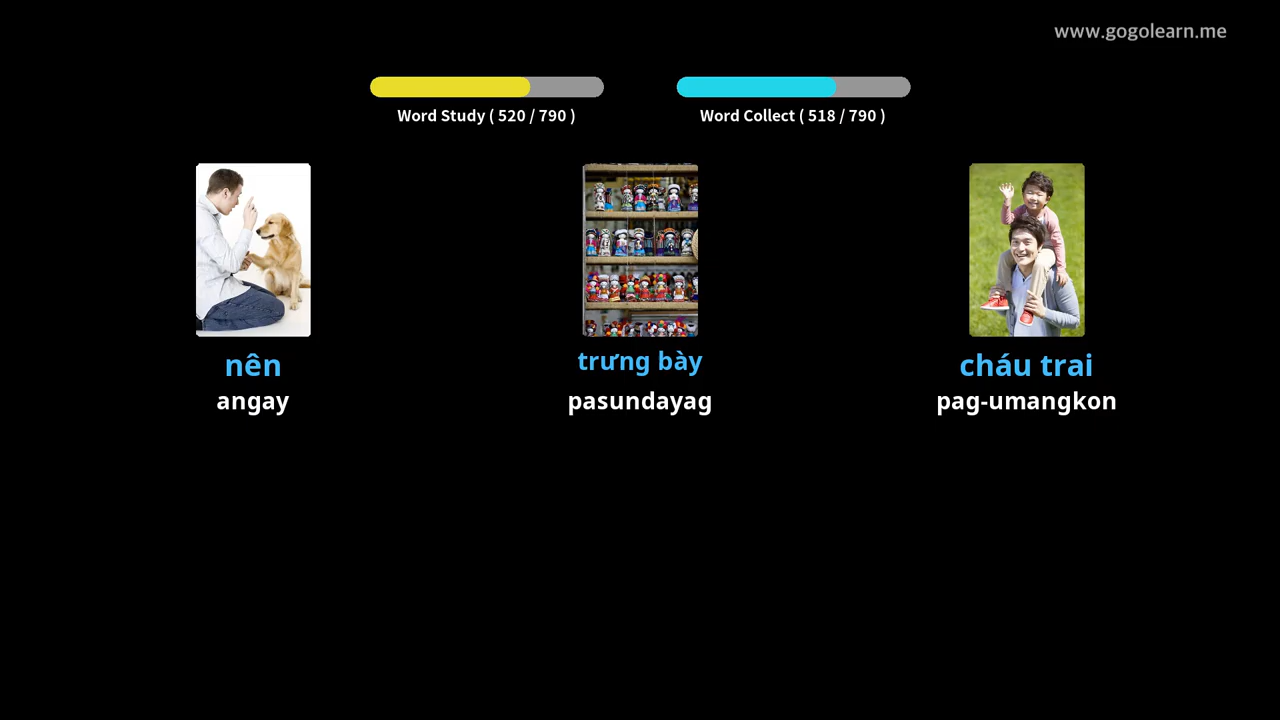 www.gogolearn.me
Word Study ( 520 / 790 )
Word Collect ( 518 / 790 )
nên
trưng bày
cháu trai
angay
pasundayag
pag-umangkon